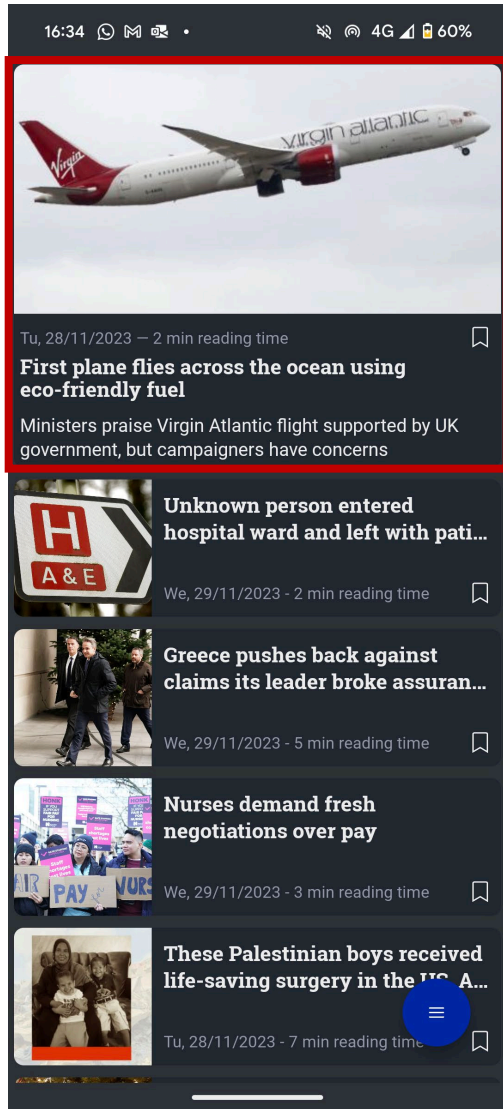 16:34
4G 60%
Virgin
virgin atlantic
Tu, 28/11/2023 — 2 min reading time
First plane flies across the ocean using
eco-friendly fuel
Ministers praise Virgin Atlantic flight supported by UK
government, but campaigners have concerns
H
A & E
Unknown person entered
hospital ward and left with pati...
We, 29/11/2023 - 2 min reading time
Greece pushes back against
claims its leader broke assuran...
We, 29/11/2023 - 5 min reading time
HONK
PAY
NURS
Nurses demand fresh
negotiations over pay
We, 29/11/2023 - 3 min reading time
These Palestinian boys received
life-saving surgery in the US. A...
Tu, 28/11/2023 - 7 min reading time